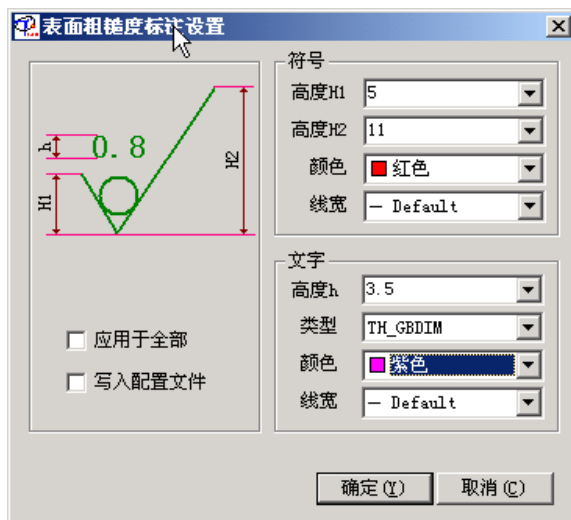 表面粗糙度标注设置
h
0.8
H1
H2
应用于全部
写入配置文件
符号
高度H1 5
高度H2 11
颜色 红色
线宽 — Default
文字
高度h 3.5
类型 TH_GBDIM
颜色 紫色
线宽 — Default
确定(Y) 取消(C)